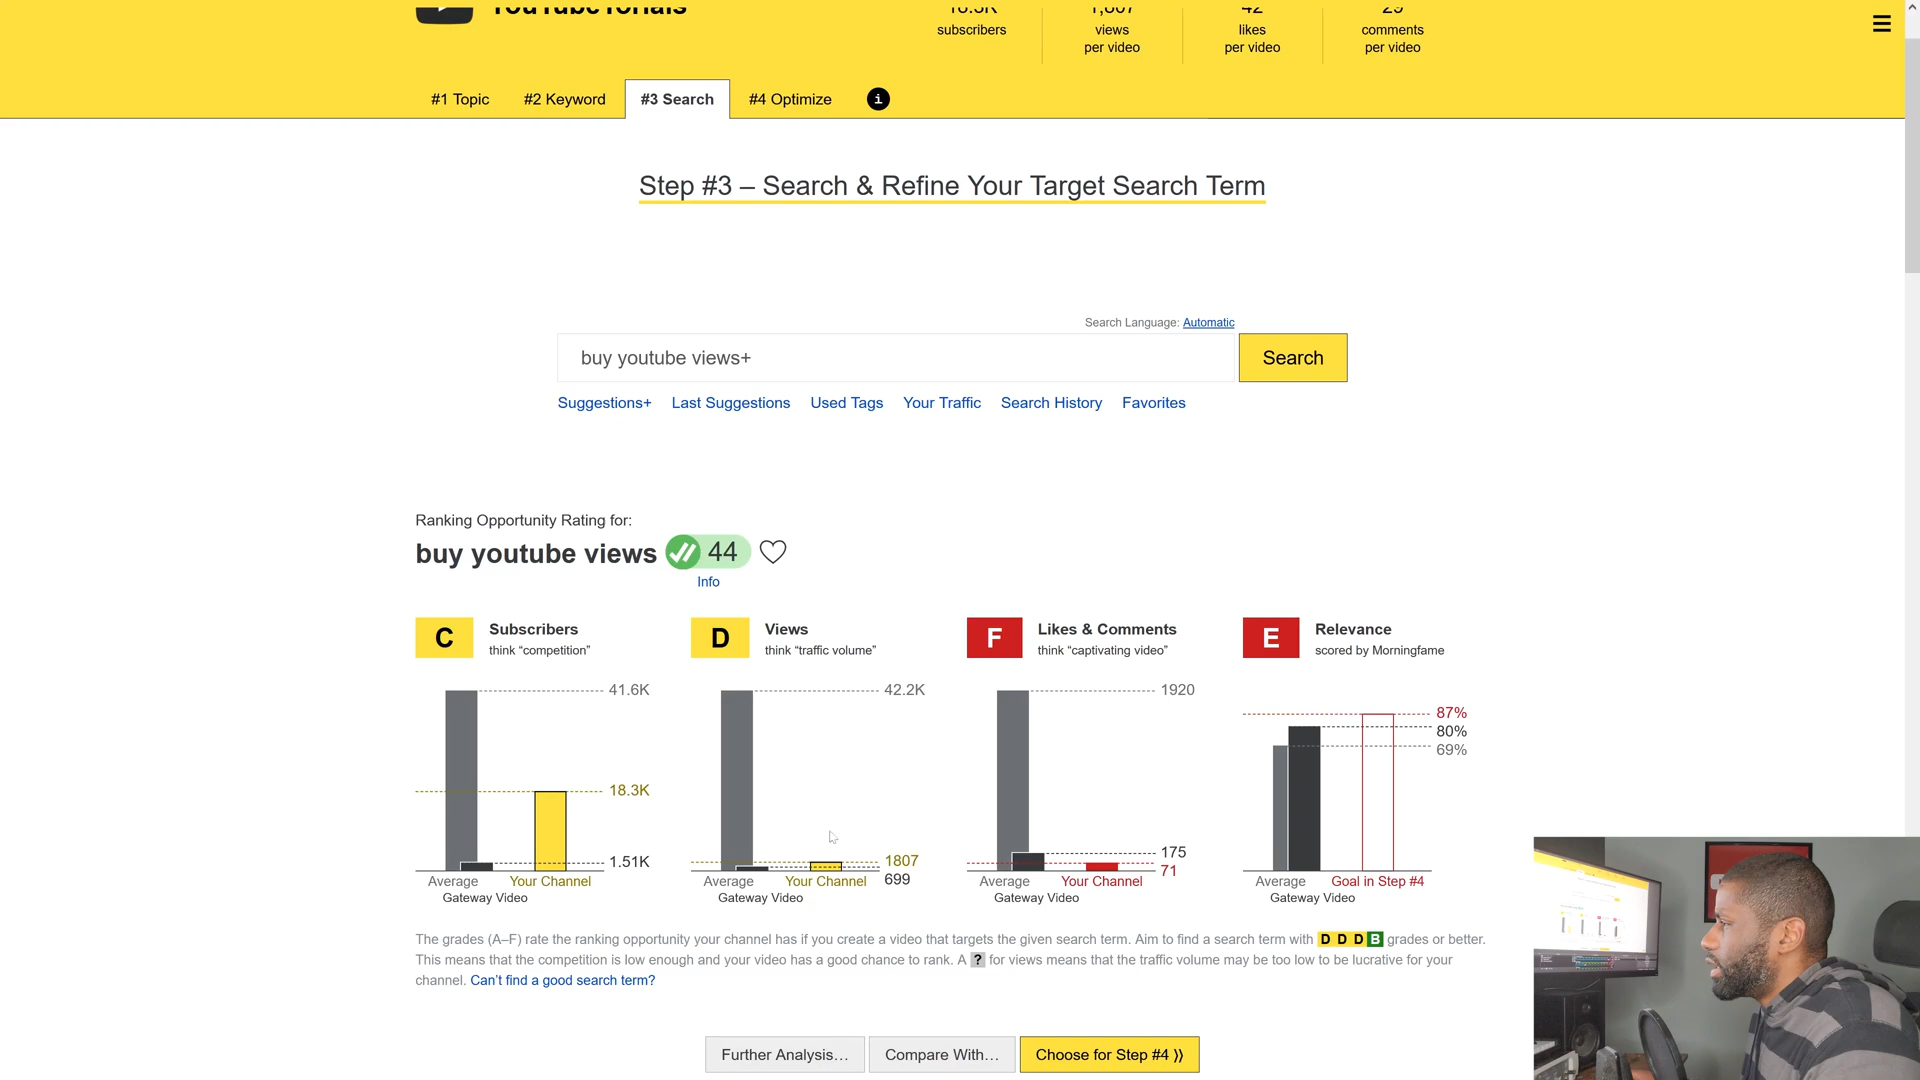 YouTubeTorials
18.3K
subscribers
1,807
views
per video
42
likes
per video
29
comments
per video
#1 Topic
#2 Keyword
#3 Search
#4 Optimize
i
Step #3 – Search & Refine Your Target Search Term
Search Language: Automatic
buy youtube views+
Search
Suggestions+
Last Suggestions
Used Tags
Your Traffic
Search History
Favorites
Ranking Opportunity Rating for:
buy youtube views
44
Info
C
Subscribers
think “competition”
41.6K
18.3K
1.51K
Average
Your Channel
Gateway Video
D
Views
think “traffic volume”
42.2K
1807
699
Average
Your Channel
Gateway Video
F
Likes & Comments
think “captivating video”
1920
175
71
Average
Your Channel
Gateway Video
E
Relevance
scored by Morningfame
87%
80%
69%
Average
Goal in Step #4
Gateway Video
The grades (A–F) rate the ranking opportunity your channel has if you create a video that targets the given search term. Aim to find a search term with D D D B grades or better.
This means that the competition is low enough and your video has a good chance to rank. A ? for views means that the traffic volume may be too low to be lucrative for your
channel. Can’t find a good search term?
Further Analysis…
Compare With…
Choose for Step #4 ⟩⟩